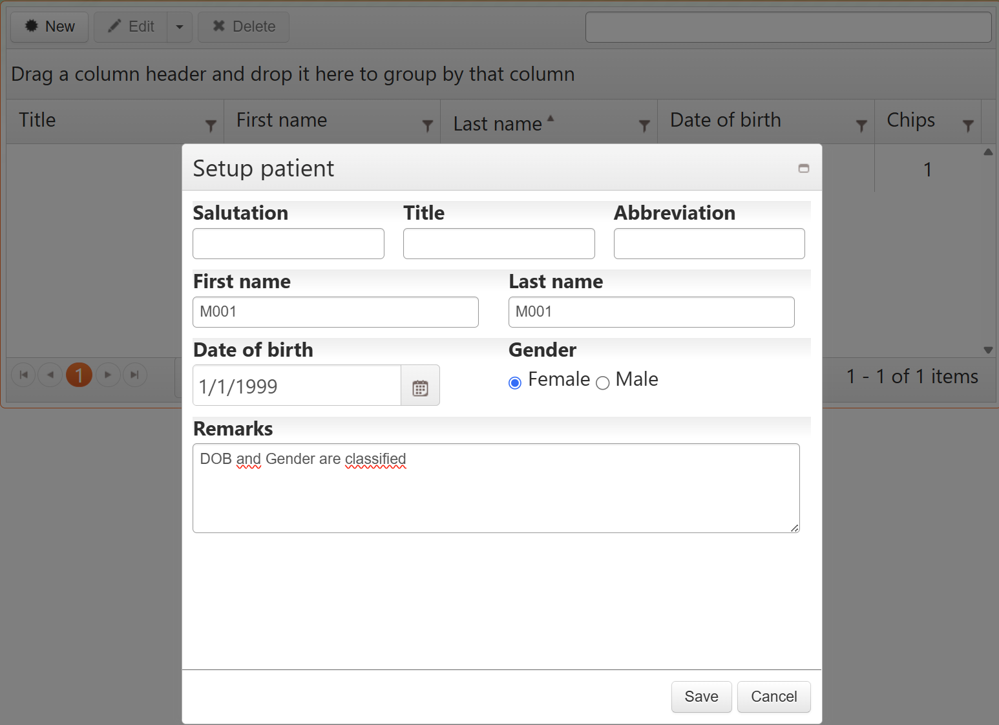 New Edit Delete
Drag a column header and drop it here to group by that column
Title First name Last name Date of birth Chips
1
Setup patient
Salutation Title Abbreviation
First name Last name
M001 M001
Date of birth Gender
1/1/1999 Female Male
Remarks
DOB and Gender are classified
1 1 - 1 of 1 items
Save Cancel